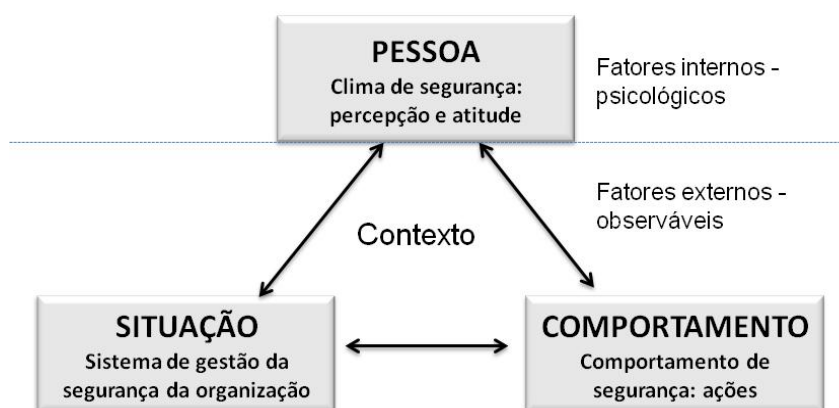 PESSOA
Clima de segurança:
percepção e atitude
Fatores internos -
psicológicos
Fatores externos -
observáveis
Contexto
SITUAÇÃO
Sistema de gestão da
segurança da organização
COMPORTAMENTO
Comportamento de
segurança: ações